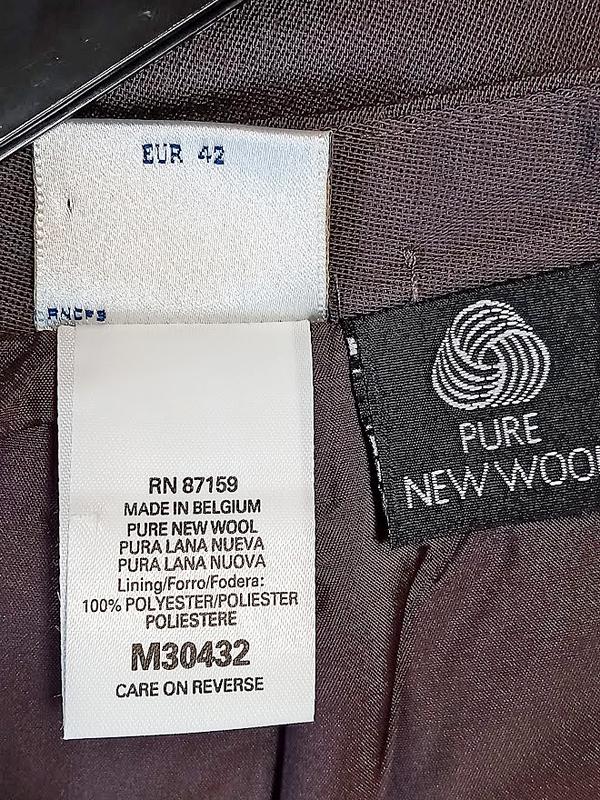 EUR 42
RN 87159
MADE IN BELGIUM
PURE NEW WOOL
PURA LANA NUEVA
PURA LANA NUOVA
Lining/Forro/Fodera:
100% POLYESTER/POLIESTER
POLIESTERE
M30432
CARE ON REVERSE
PURE
NEW WOOL